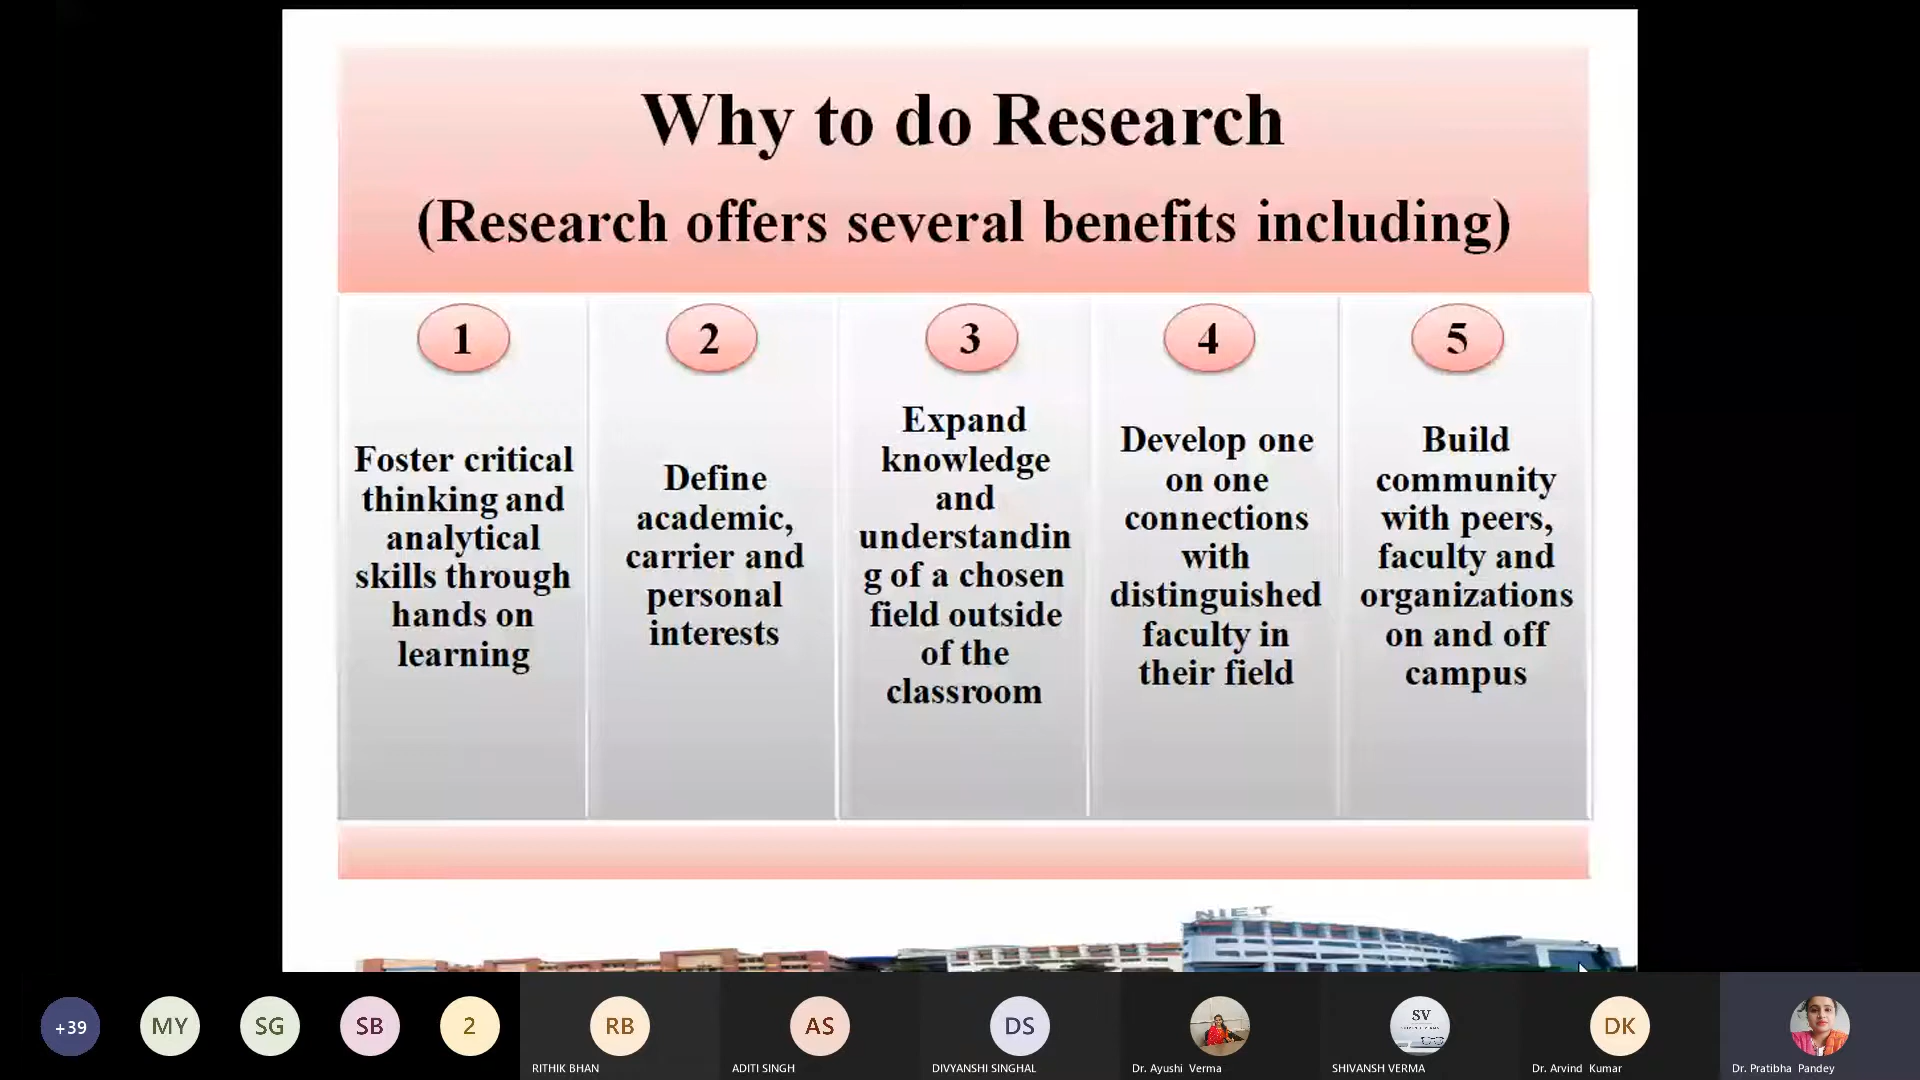 Why to do Research
(Research offers several benefits including)
1
Foster critical
thinking and
analytical
skills through
hands on
learning
2
Define
academic,
carrier and
personal
interests
3
Expand
knowledge
and
understandin
g of a chosen
field outside
of the
classroom
4
Develop one
on one
connections
with
distinguished
faculty in
their field
5
Build
community
with peers,
faculty and
organizations
on and off
campus
NIET
+39
MY
SG
SB
2
RB
RITHIK BHAN
AS
ADITI SINGH
DS
DIVYANSHI SINGHAL
Dr. Ayushi Verma
SV
SHIVANSH VERMA
DK
Dr. Arvind Kumar
Dr. Pratibha Pandey